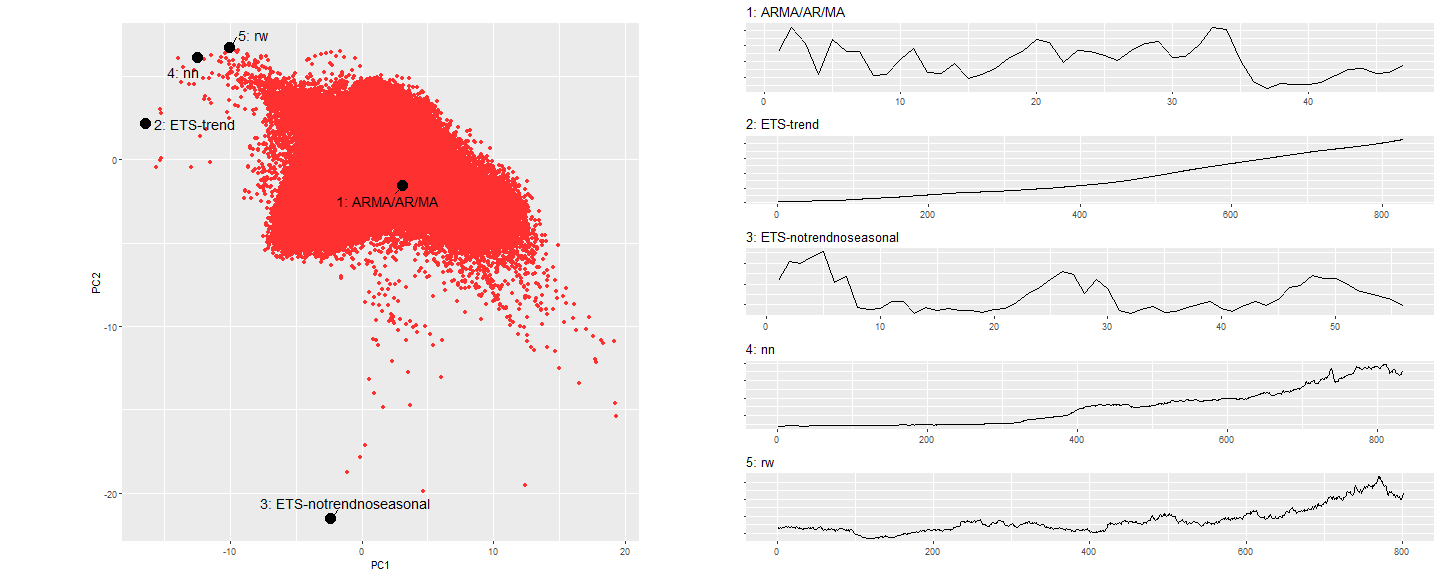 5: rw
4: nn
2: ETS-trend
1: ARMA/AR/MA
3: ETS-notrendnoseasonal
0
-10
-20
PC2
-10 0 10 20
PC1
1: ARMA/AR/MA
0 10 20 30 40
2: ETS-trend
0 200 400 600 800
3: ETS-notrendnoseasonal
0 10 20 30 40 50
4: nn
0 200 400 600 800
5: rw
0 200 400 600 800